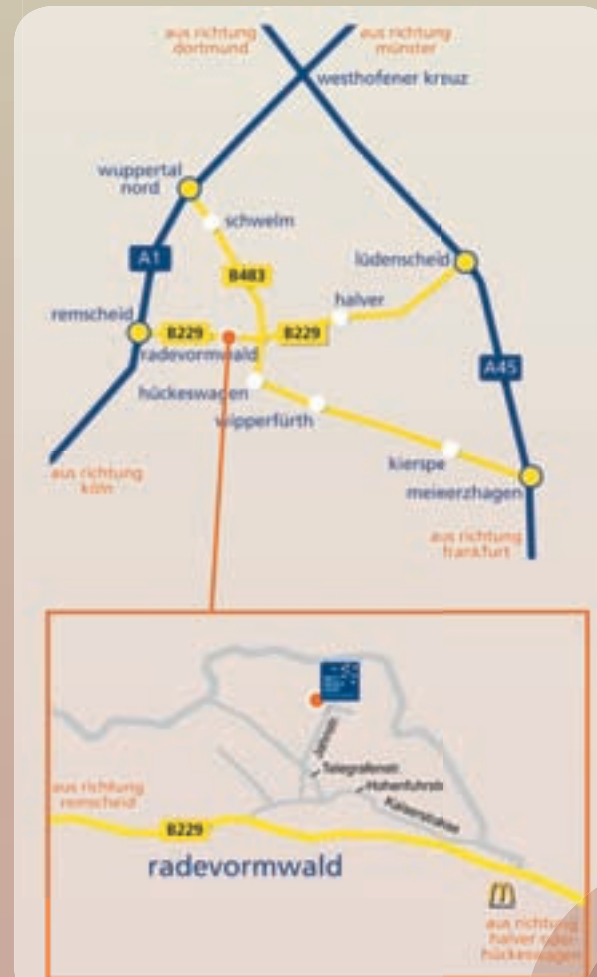 aus richtung
dortmund
aus richtung
münster
westhofener kreuz
wuppertal
nord
schwelm
A1
B483
lüdenscheid
halver
remscheid
B229
B229
radevormwald
A45
hückeswagen
wipperfürth
kierspe
meinerzhagen
aus richtung
köln
aus richtung
frankfurt
Telegrafenstr.
Hohenfuhrstr.
Kaiserstraße
aus richtung
remscheid
B229
radevormwald
aus richtung
halver oder
hückeswagen